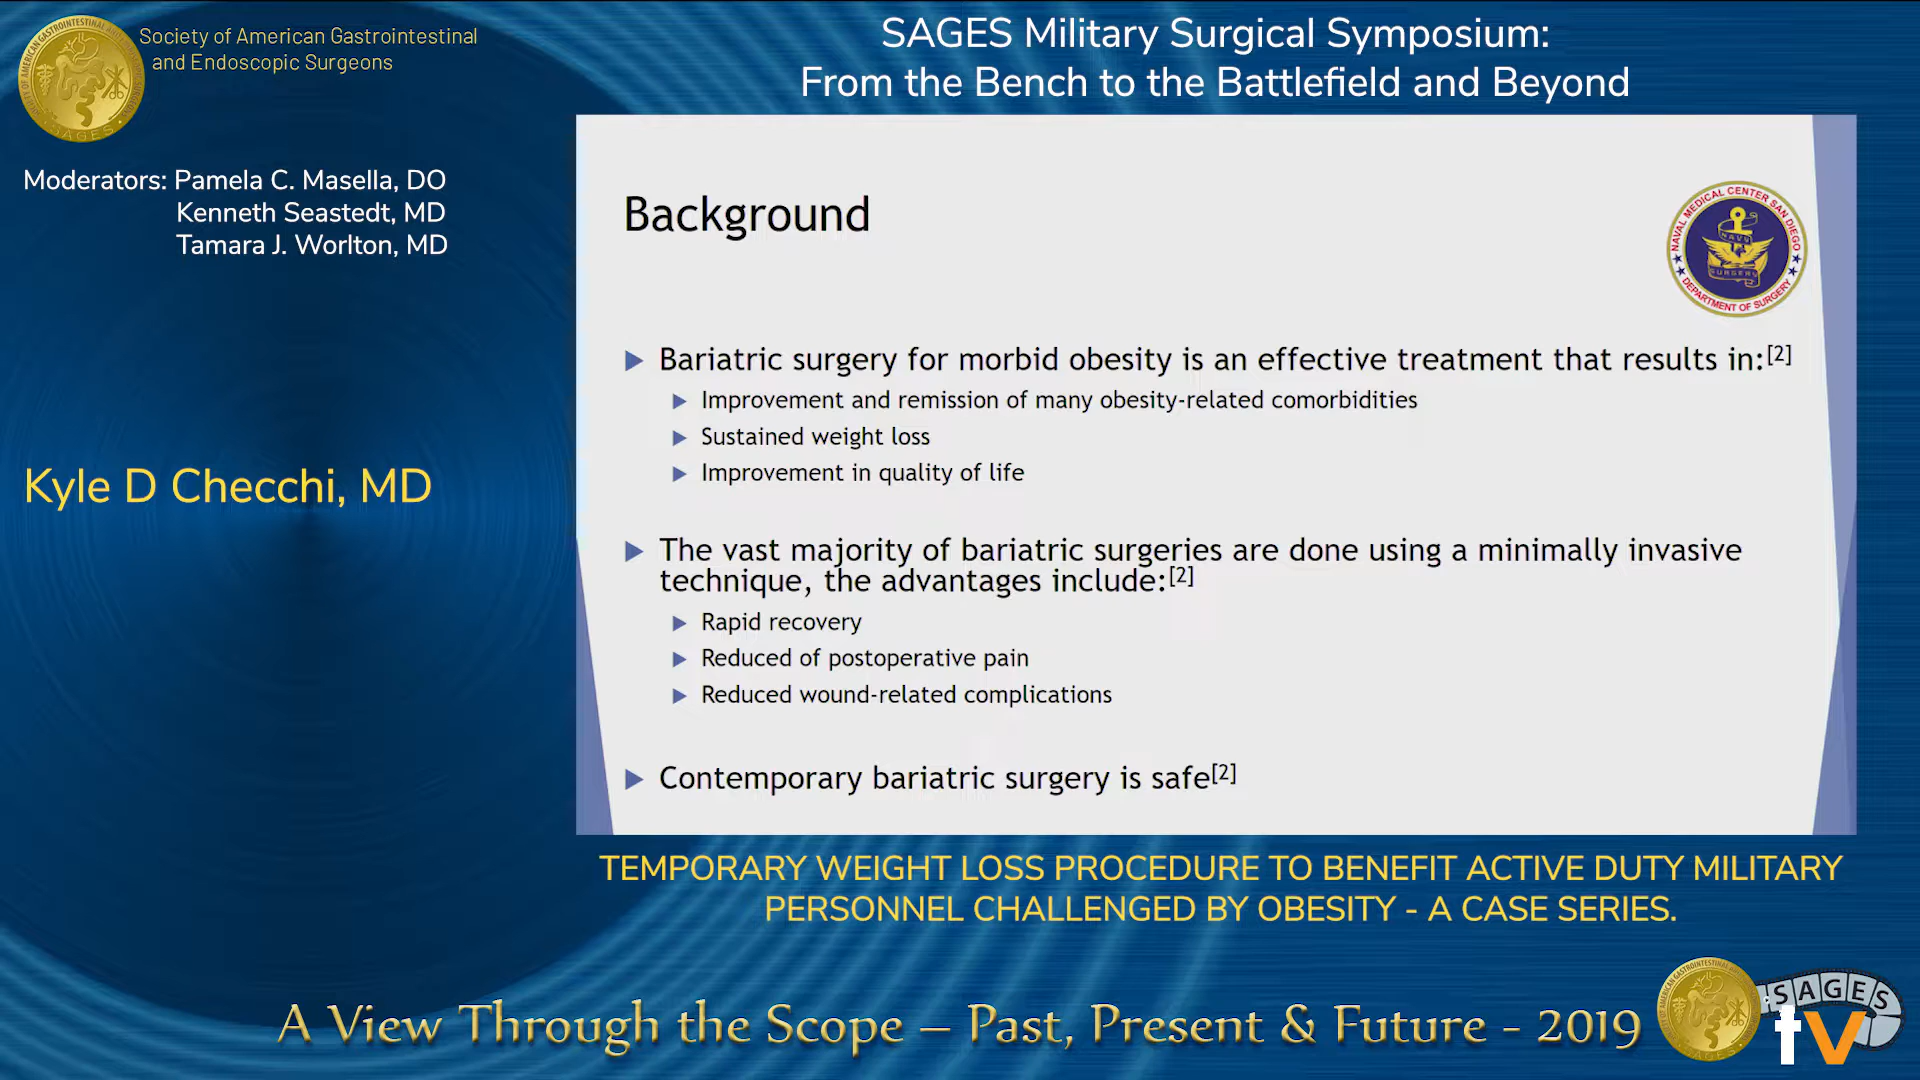 Society of American Gastrointestinal
and Endoscopic Surgeons
SAGES Military Surgical Symposium:
From the Bench to the Battlefield and Beyond
Moderators: Pamela C. Masella, DO
Kenneth Seastedt, MD
Tamara J. Worlton, MD
Kyle D Checchi, MD
Background
NAVAL MEDICAL CENTER SAN DIEGO
NAVY
SURGERY
DEPARTMENT OF SURGERY
Bariatric surgery for morbid obesity is an effective treatment that results in:[2]
Improvement and remission of many obesity-related comorbidities
Sustained weight loss
Improvement in quality of life
The vast majority of bariatric surgeries are done using a minimally invasive
technique, the advantages include:[2]
Rapid recovery
Reduced of postoperative pain
Reduced wound-related complications
Contemporary bariatric surgery is safe[2]
TEMPORARY WEIGHT LOSS PROCEDURE TO BENEFIT ACTIVE DUTY MILITARY
PERSONNEL CHALLENGED BY OBESITY - A CASE SERIES.
A View Through the Scope – Past, Present & Future - 2019
SAGES
tv